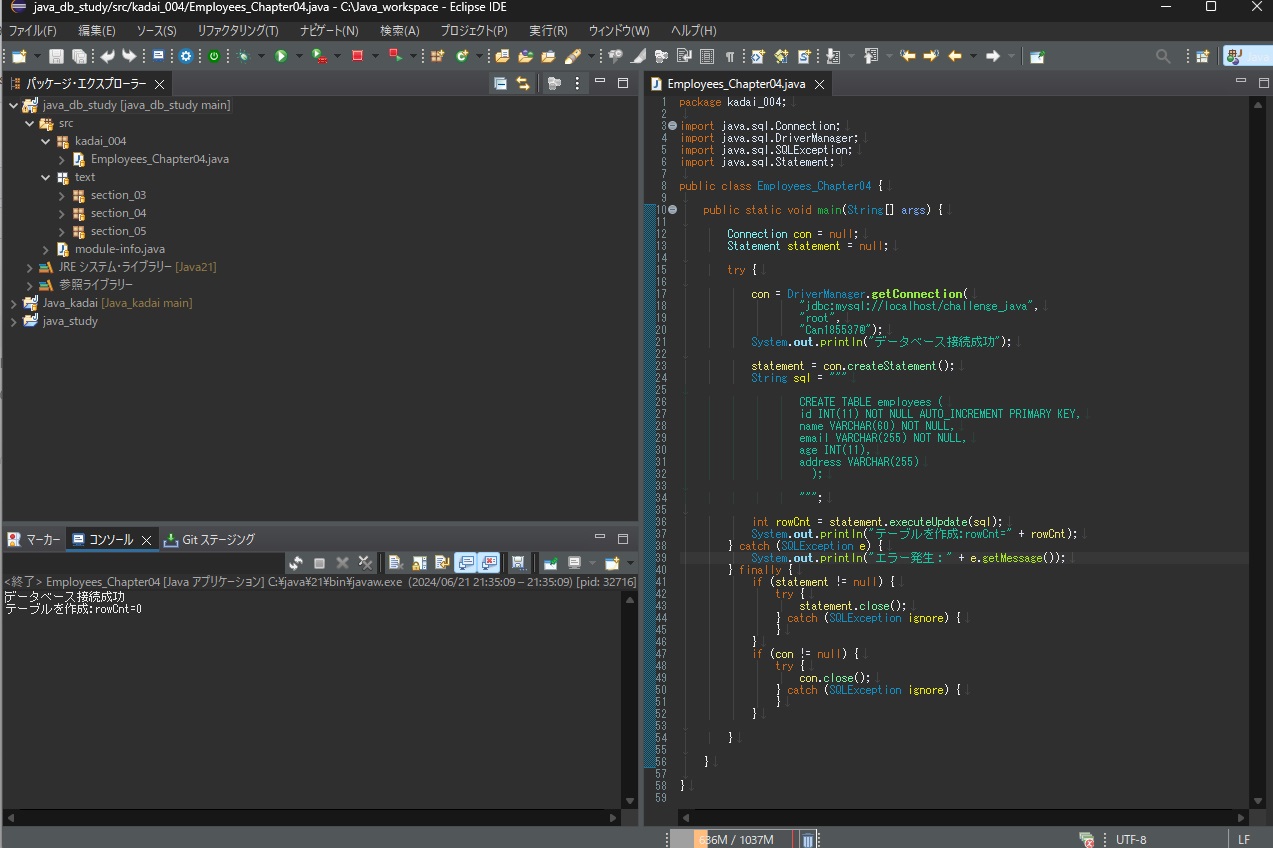 java_db_study/src/kadai_004/Employees_Chapter04.java - C:\Java_workspace - Eclipse IDE
ファイル(F) 編集(E) ソース(S) リファクタリング(T) ナビゲート(N) 検索(A) プロジェクト(P) 実行(R) ウィンドウ(W) ヘルプ(H)
パッケージ・エクスプローラー
java_db_study [java_db_study main]
src
kadai_004
Employees_Chapter04.java
text
section_03
section_04
section_05
module-info.java
JRE システム・ライブラリー [Java21]
参照ライブラリー
Java_kadai [Java_kadai main]
java_study
マーカー コンソール Git ステージング
<終了> Employees_Chapter04 [Java アプリケーション] C:¥java¥21¥bin¥javaw.exe (2024/06/21 21:35:09 – 21:35:09) [pid: 32716]
データベース接続成功
テーブルを作成:rowCnt=0
Employees_Chapter04.java
1 package kadai_004;
2
3 import java.sql.Connection;
4 import java.sql.DriverManager;
5 import java.sql.SQLException;
6 import java.sql.Statement;
7
8 public class Employees_Chapter04 {
9
10 public static void main(String[] args) {
11
12 Connection con = null;
13 Statement statement = null;
14
15 try {
16
17 con = DriverManager.getConnection(
18 "jdbc:mysql://localhost/challenge_java",
19 "root",
20 "Can185537@");
21 System.out.println("データベース接続成功");
22
23 statement = con.createStatement();
24 String sql = """
25
26 CREATE TABLE employees (
27 id INT(11) NOT NULL AUTO_INCREMENT PRIMARY KEY,
28 name VARCHAR(60) NOT NULL,
29 email VARCHAR(255) NOT NULL,
30 age INT(11),
31 address VARCHAR(255)
32 );
33
34 """;
35
36 int rowCnt = statement.executeUpdate(sql);
37 System.out.println("テーブルを作成:rowCnt=" + rowCnt);
38 } catch (SQLException e) {
39 System.out.println("エラー発生：" + e.getMessage());
40 } finally {
41 if (statement != null) {
42 try {
43 statement.close();
44 } catch (SQLException ignore) {
45 }
46 }
47 if (con != null) {
48 try {
49 con.close();
50 } catch (SQLException ignore) {
51 }
52 }
53
54 }
55
56 }
57
58 }
59
636M / 1037M UTF-8 LF